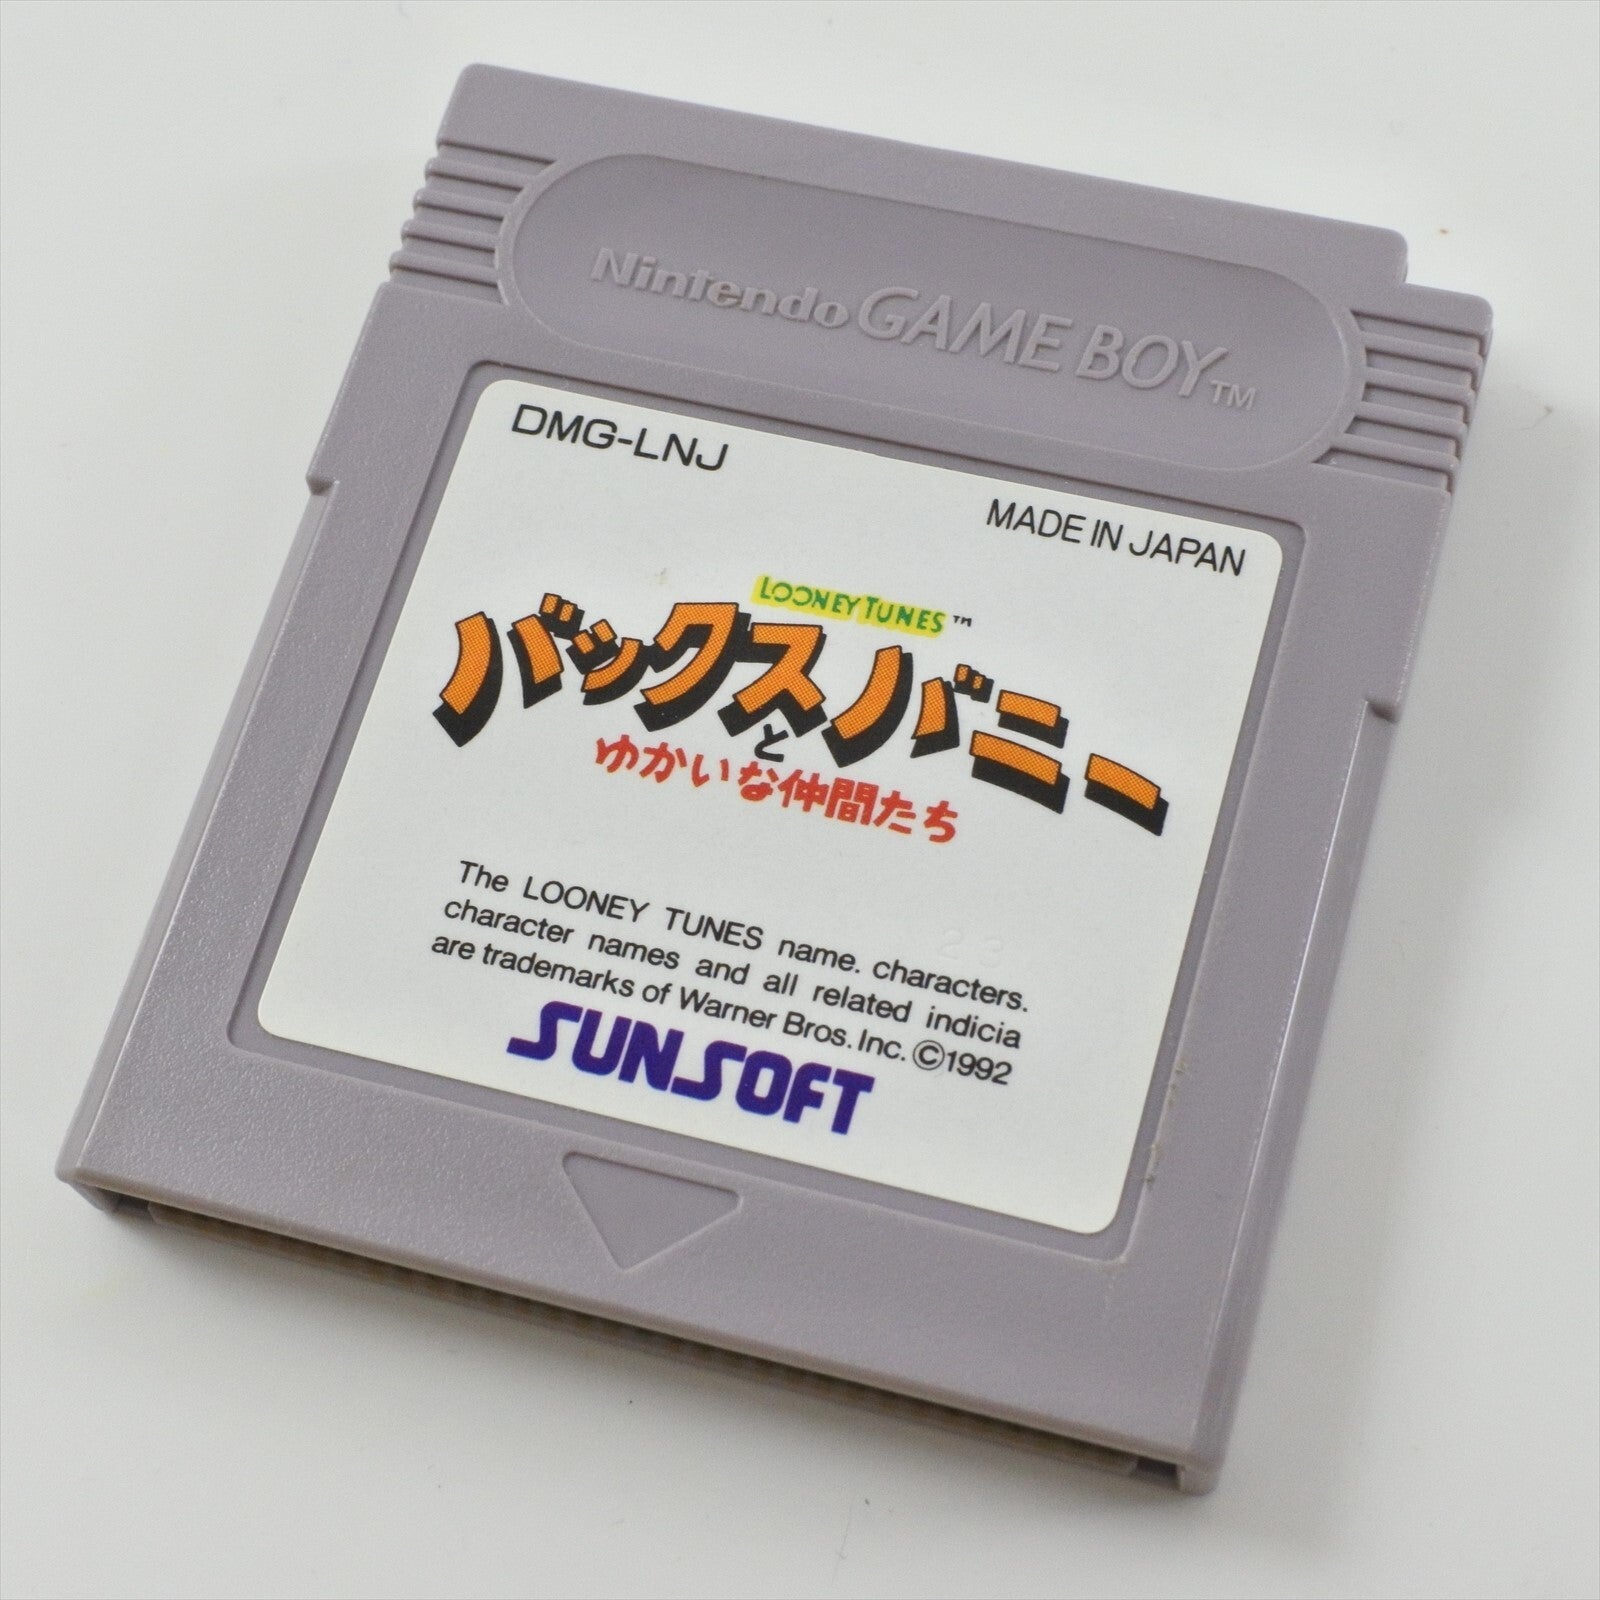 Nintendo GAME BOY™
DMG-LNJ
MADE IN JAPAN
LOONEY TUNES™
バックスバニー
と
ゆかいな仲間たち
The LOONEY TUNES name. characters.
character names and all related indicia
are trademarks of Warner Bros. Inc. ©1992
23
SUNSOFT